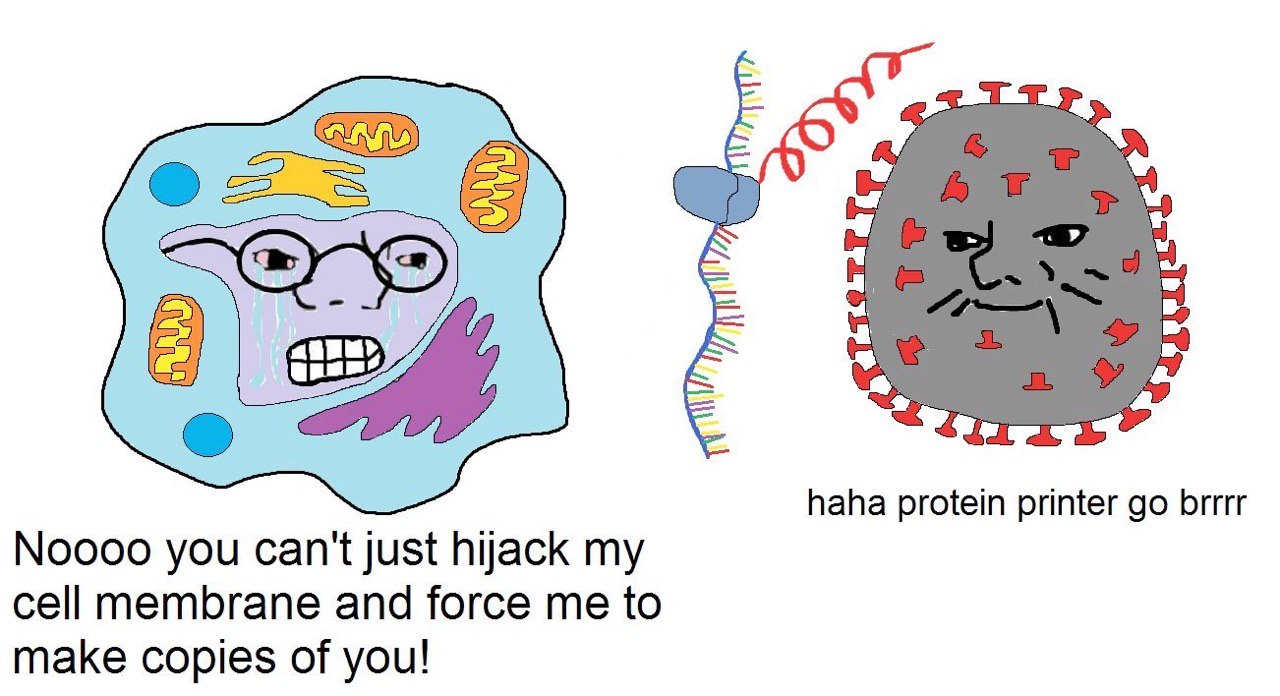 Noooo you can't just hijack my
cell membrane and force me to
make copies of you!
haha protein printer go brrrr